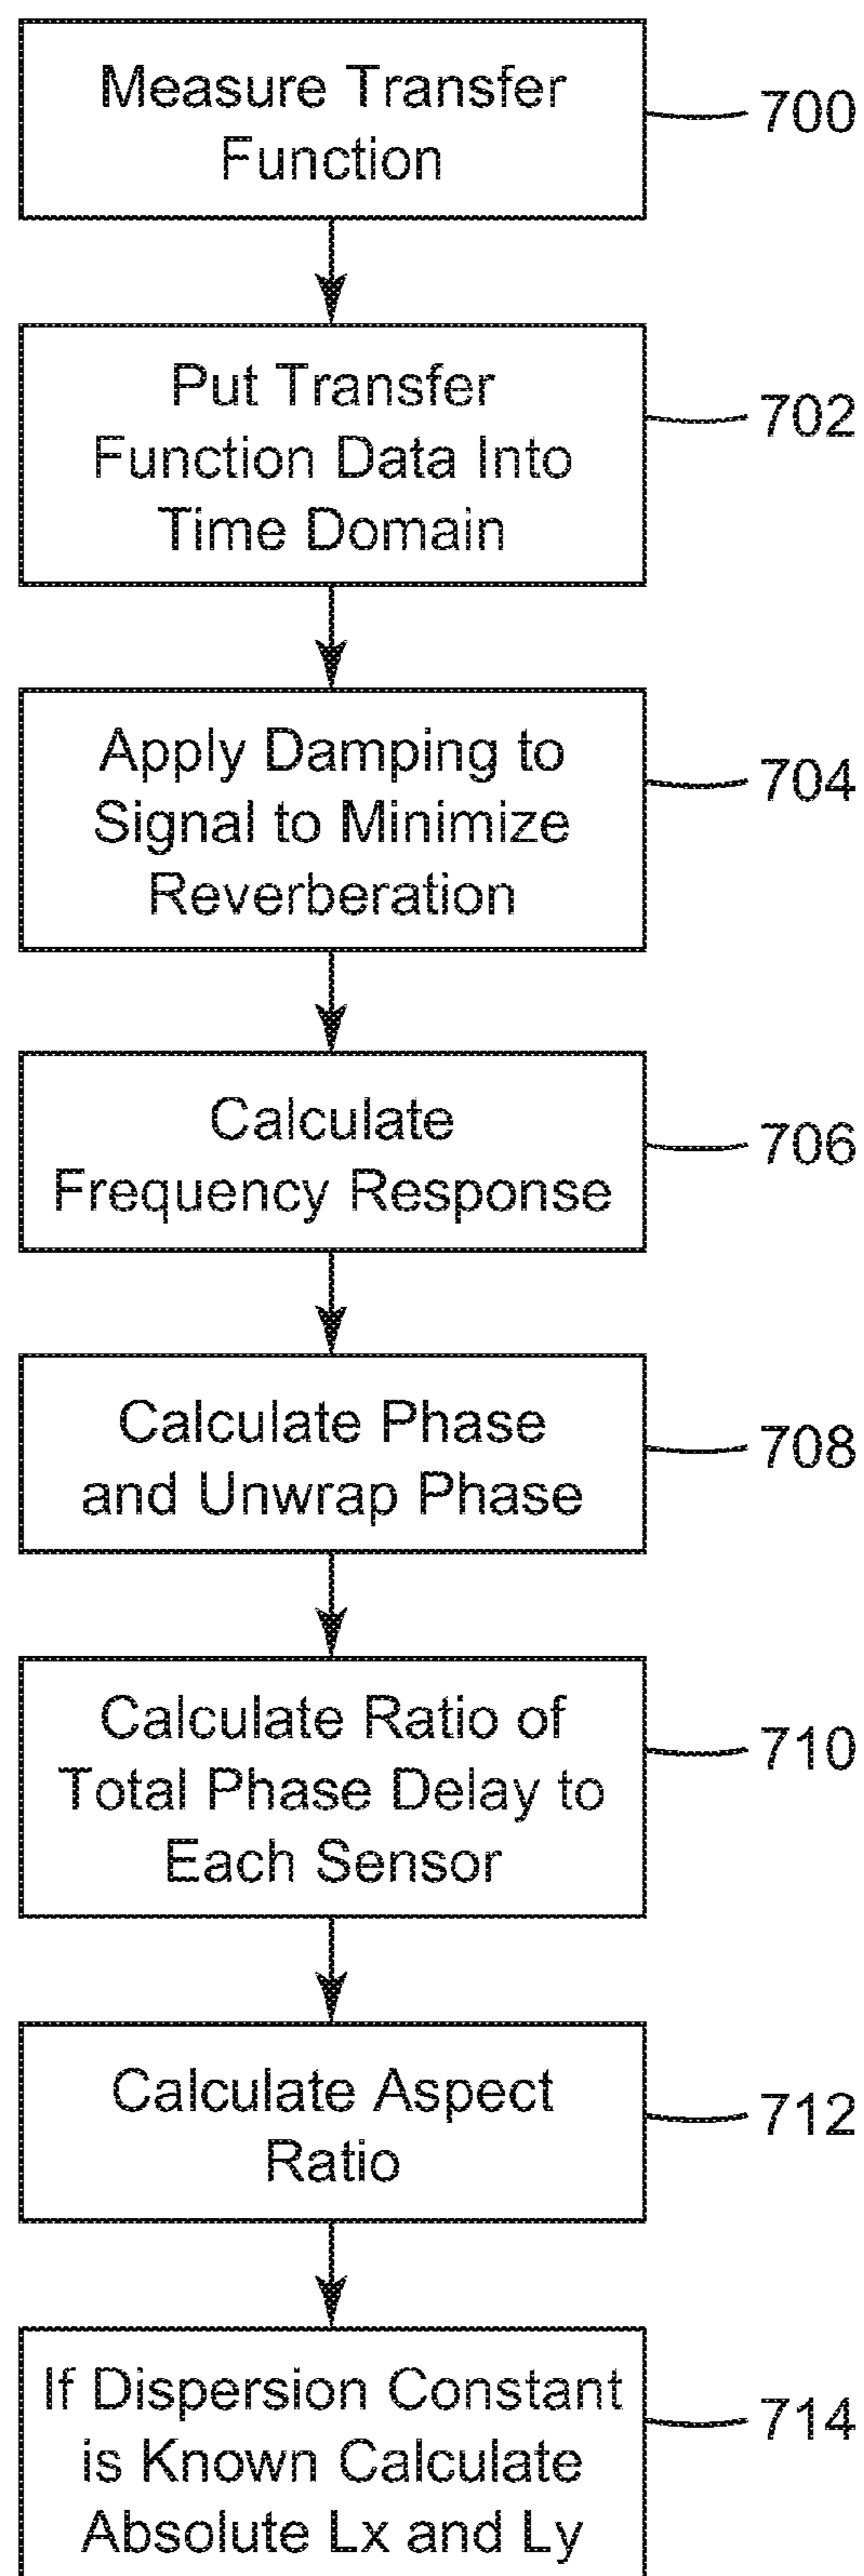 Measure Transfer
Function
700
Put Transfer
Function Data Into
Time Domain
702
Apply Damping to
Signal to Minimize
Reverberation
704
Calculate
Frequency Response
706
Calculate Phase
and Unwrap Phase
708
Calculate Ratio of
Total Phase Delay to
Each Sensor
710
Calculate Aspect
Ratio
712
If Dispersion Constant
is Known Calculate
Absolute Lx and Ly
714